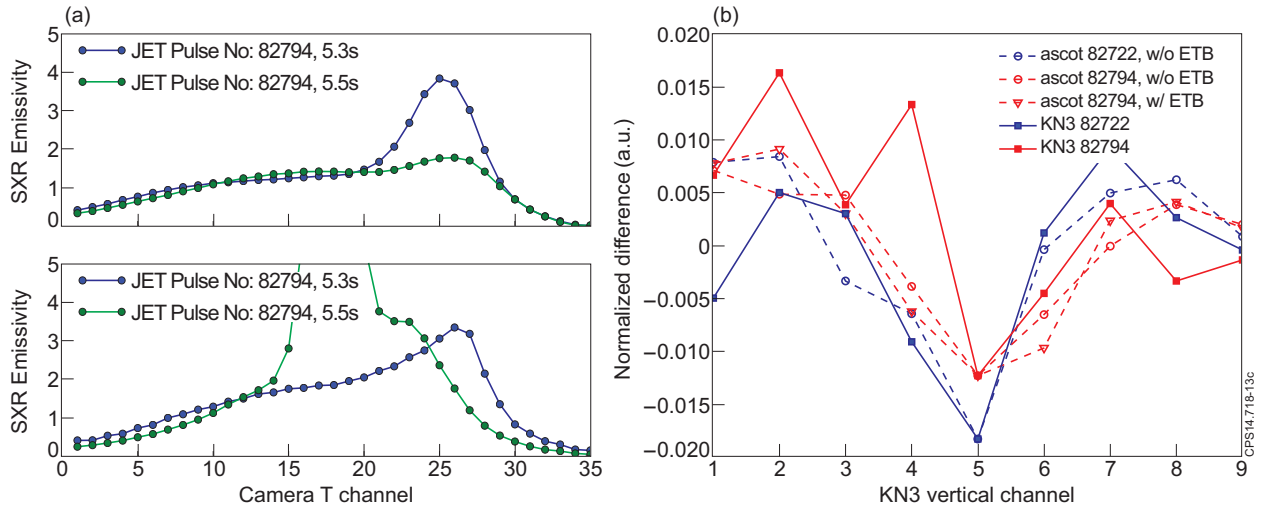 (a)
5
4
3
2
1
0
SXR Emissivity
JET Pulse No: 82794, 5.3s
JET Pulse No: 82794, 5.5s
5
4
3
2
1
0
SXR Emissivity
JET Pulse No: 82794, 5.3s
JET Pulse No: 82794, 5.5s
0 5 10 15 20 25 30 35
Camera T channel
(b)
0.020
0.015
0.010
0.005
0
−0.005
−0.010
−0.015
−0.020
Normalized difference (a.u.)
ascot 82722, w/o ETB
ascot 82794, w/o ETB
ascot 82794, w/ ETB
KN3 82722
KN3 82794
1 2 3 4 5 6 7 8 9
KN3 vertical channel
CPS14.718-13c